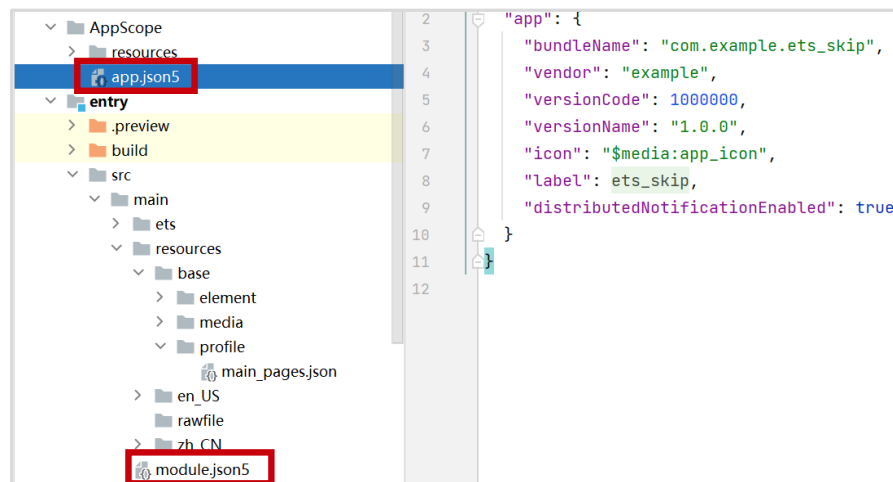 AppScope
resources
app.json5
entry
.preview
build
src
main
ets
resources
base
element
media
profile
main_pages.json
en_US
rawfile
zh_CN
module.json5
2 "app": {
3 "bundleName": "com.example.ets_skip",
4 "vendor": "example",
5 "versionCode": 1000000,
6 "versionName": "1.0.0",
7 "icon": "$media:app_icon",
8 "label": ets_skip,
9 "distributedNotificationEnabled": true
10 }
11 }
12